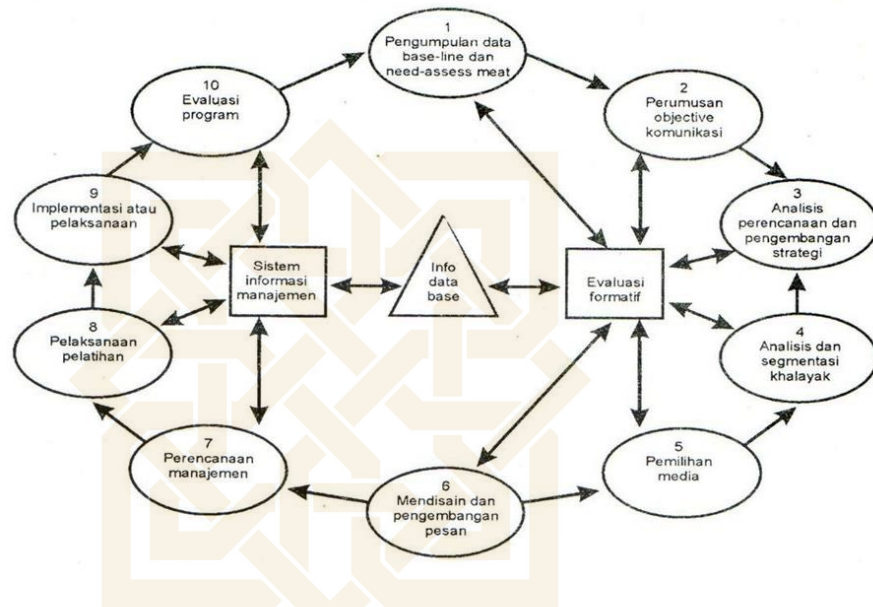 1
Pengumpulan data
base-line dan
need-assess meat
2
Perumusan
objective
komunikasi
3
Analisis
perencanaan dan
pengembangan
strategi
4
Analisis dan
segmentasi
khalayak
5
Pemilihan
media
6
Mendisain dan
pengembangan
pesan
7
Perencanaan
manajemen
8
Pelaksanaan
pelatihan
9
Implementasi atau
pelaksanaan
10
Evaluasi
program
Sistem
informasi
manajemen
Info
data
base
Evaluasi
formatif